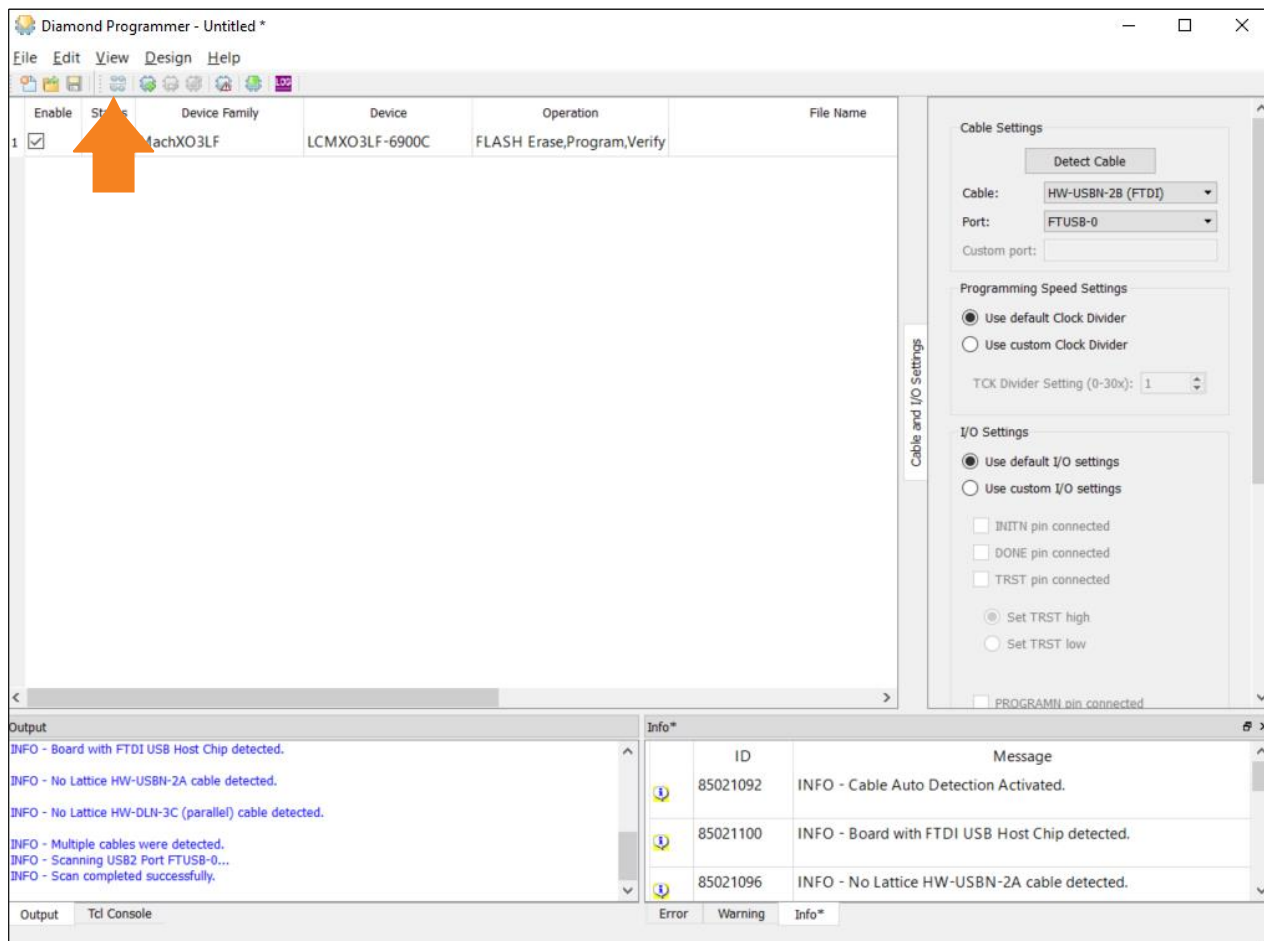 Diamond Programmer - Untitled *
File Edit View Design Help
LOG
Enable Device Family Device Operation File Name
1 MachXO3LF LCMXO3LF-6900C FLASH Erase,Program,Verify
Cable Settings
Detect Cable
Cable: HW-USBN-2B (FTDI)
Port: FTUSB-0
Custom port:
Programming Speed Settings
Use default Clock Divider
Use custom Clock Divider
TCK Divider Setting (0-30x): 1
Cable and I/O Settings
I/O Settings
Use default I/O settings
Use custom I/O settings
INITN pin connected
DONE pin connected
TRST pin connected
Set TRST high
Set TRST low
PROGRAMN pin connected
Output
INFO - Board with FTDI USB Host Chip detected.
INFO - No Lattice HW-USBN-2A cable detected.
INFO - No Lattice HW-DLN-3C (parallel) cable detected.
INFO - Multiple cables were detected.
INFO - Scanning USB2 Port FTUSB-0...
INFO - Scan completed successfully.
Output Tcl Console
Info*
ID Message
85021092 INFO - Cable Auto Detection Activated.
85021100 INFO - Board with FTDI USB Host Chip detected.
85021096 INFO - No Lattice HW-USBN-2A cable detected.
Error Warning Info*